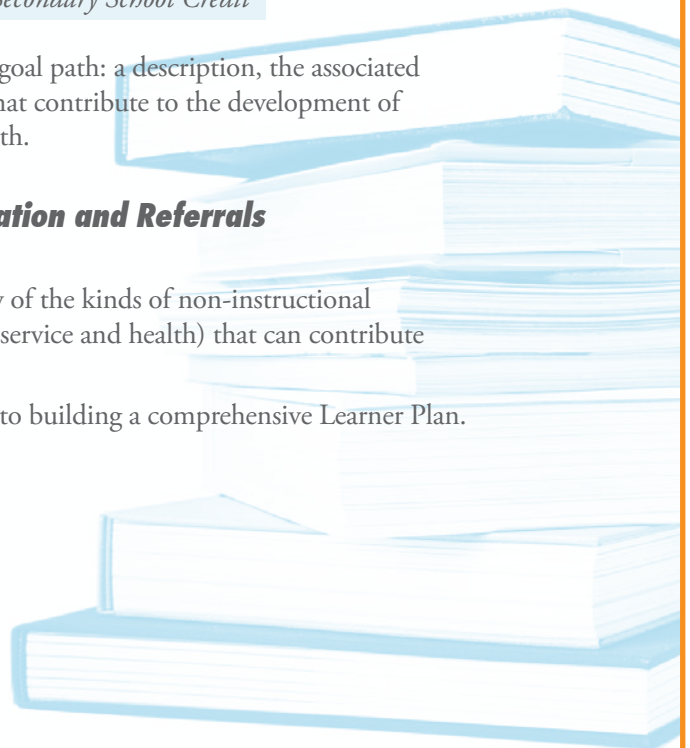 Secondary School Credit
goal path: a description, the associated
hat contribute to the development of
th.
ation and Referrals
y of the kinds of non-instructional
service and health) that can contribute
to building a comprehensive Learner Plan.